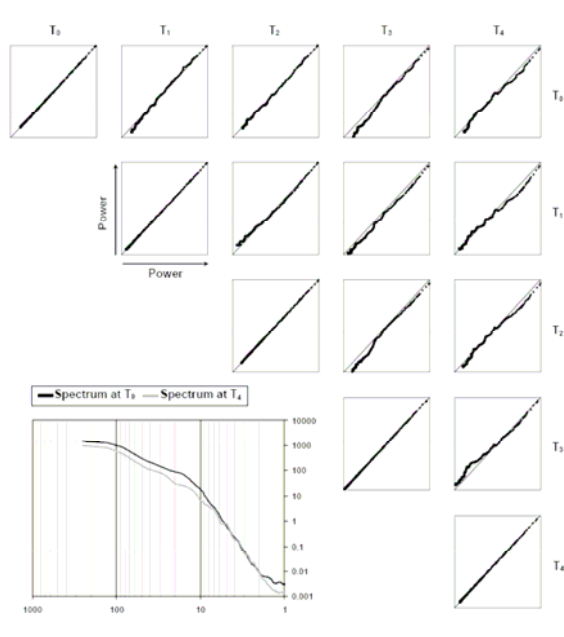 T₀ T₁ T₂ T₃ T₄
T₀
T₁
Power
Power
T₂
Spectrum at T₀ Spectrum at T₄
10000
1000
100
10
1
0.1
0.01
0.001
1000 100 10 1
T₃
T₄